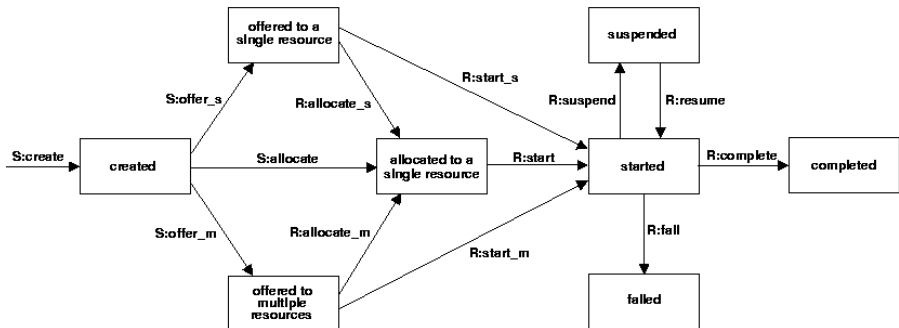 offered to a
single resource
suspended
R:start_s
S:offer_s
R:allocate_s
R:suspend
R:resume
S:create
created
S:allocate
allocated to a
single resource
R:start
started
R:complete
completed
S:offer_m
R:allocate_m
R:start_m
R:fail
offered to
multiple
resources
failed